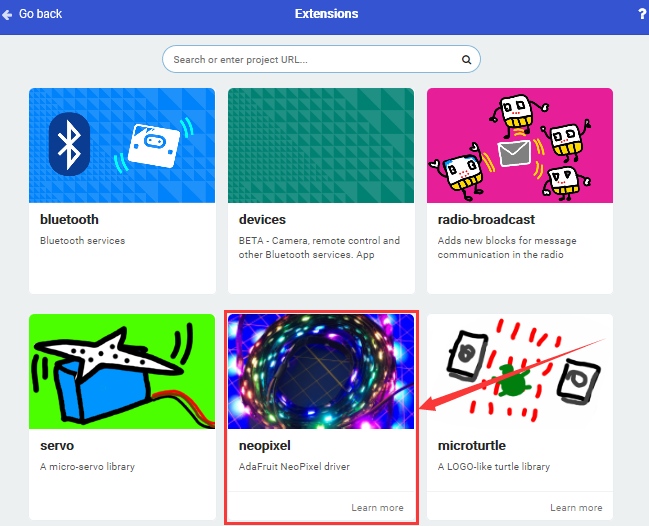 Go back
Extensions
?
Search or enter project URL...
bluetooth
Bluetooth services
devices
BETA - Camera, remote control and
other Bluetooth services. App
radio-broadcast
Adds new blocks for message
communication in the radio
servo
A micro-servo library
neopixel
AdaFruit NeoPixel driver
Learn more
microturtle
A LOGO-like turtle library
Learn more